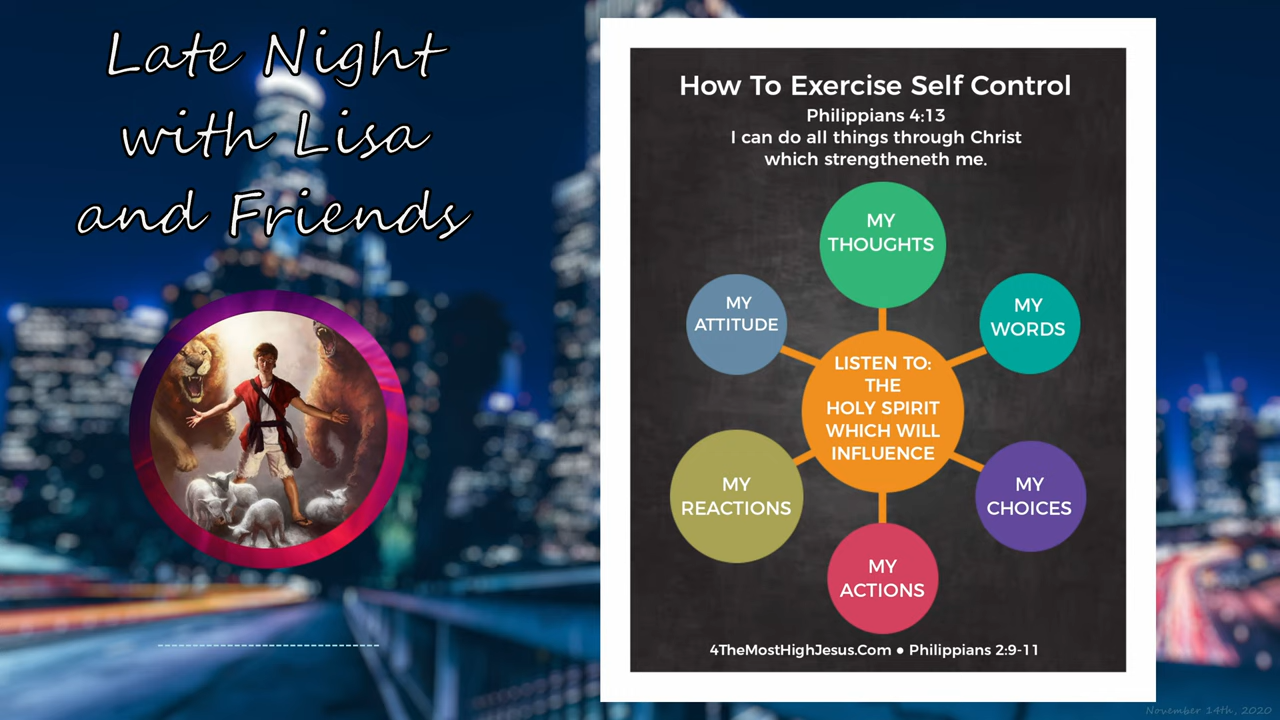 Late Night
with Lisa
and Friends
How To Exercise Self Control
Philippians 4:13
I can do all things through Christ
which strengtheneth me.
MY
THOUGHTS
MY
ATTITUDE
MY
WORDS
LISTEN TO:
THE
HOLY SPIRIT
WHICH WILL
INFLUENCE
MY
REACTIONS
MY
CHOICES
MY
ACTIONS
4TheMostHighJesus.Com ● Philippians 2:9-11
November 14th, 2020